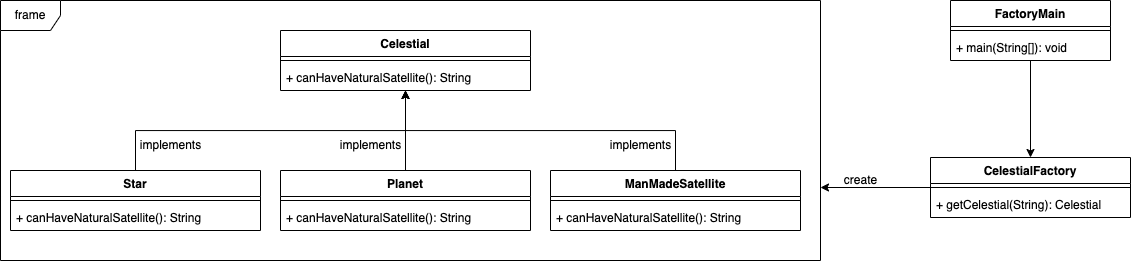 frame
Celestial
+ canHaveNaturalSatellite(): String
implements
implements
implements
Star
+ canHaveNaturalSatellite(): String
Planet
+ canHaveNaturalSatellite(): String
ManMadeSatellite
+ canHaveNaturalSatellite(): String
FactoryMain
+ main(String[]): void
create
CelestialFactory
+ getCelestial(String): Celestial